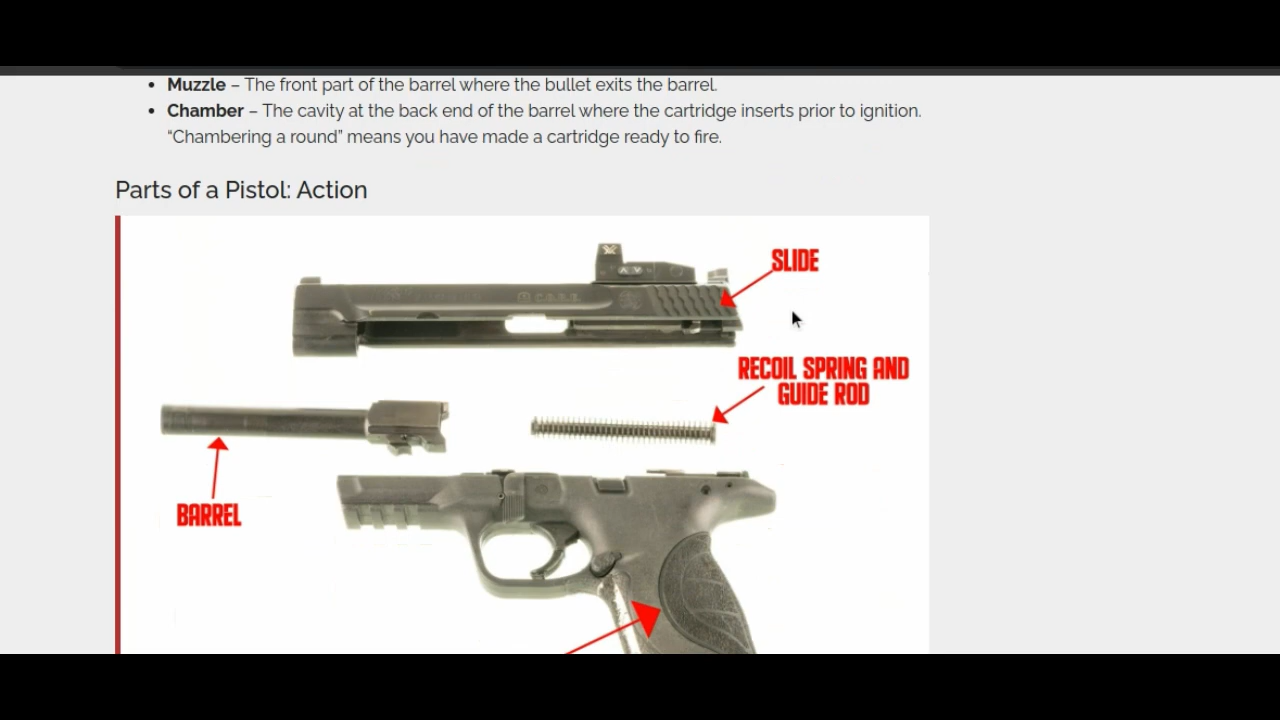 • Muzzle – The front part of the barrel where the bullet exits the barrel.
• Chamber – The cavity at the back end of the barrel where the cartridge inserts prior to ignition.
“Chambering a round” means you have made a cartridge ready to fire.
Parts of a Pistol: Action
SLIDE
C.O.R.E.
RECOIL SPRING AND
GUIDE ROD
BARREL